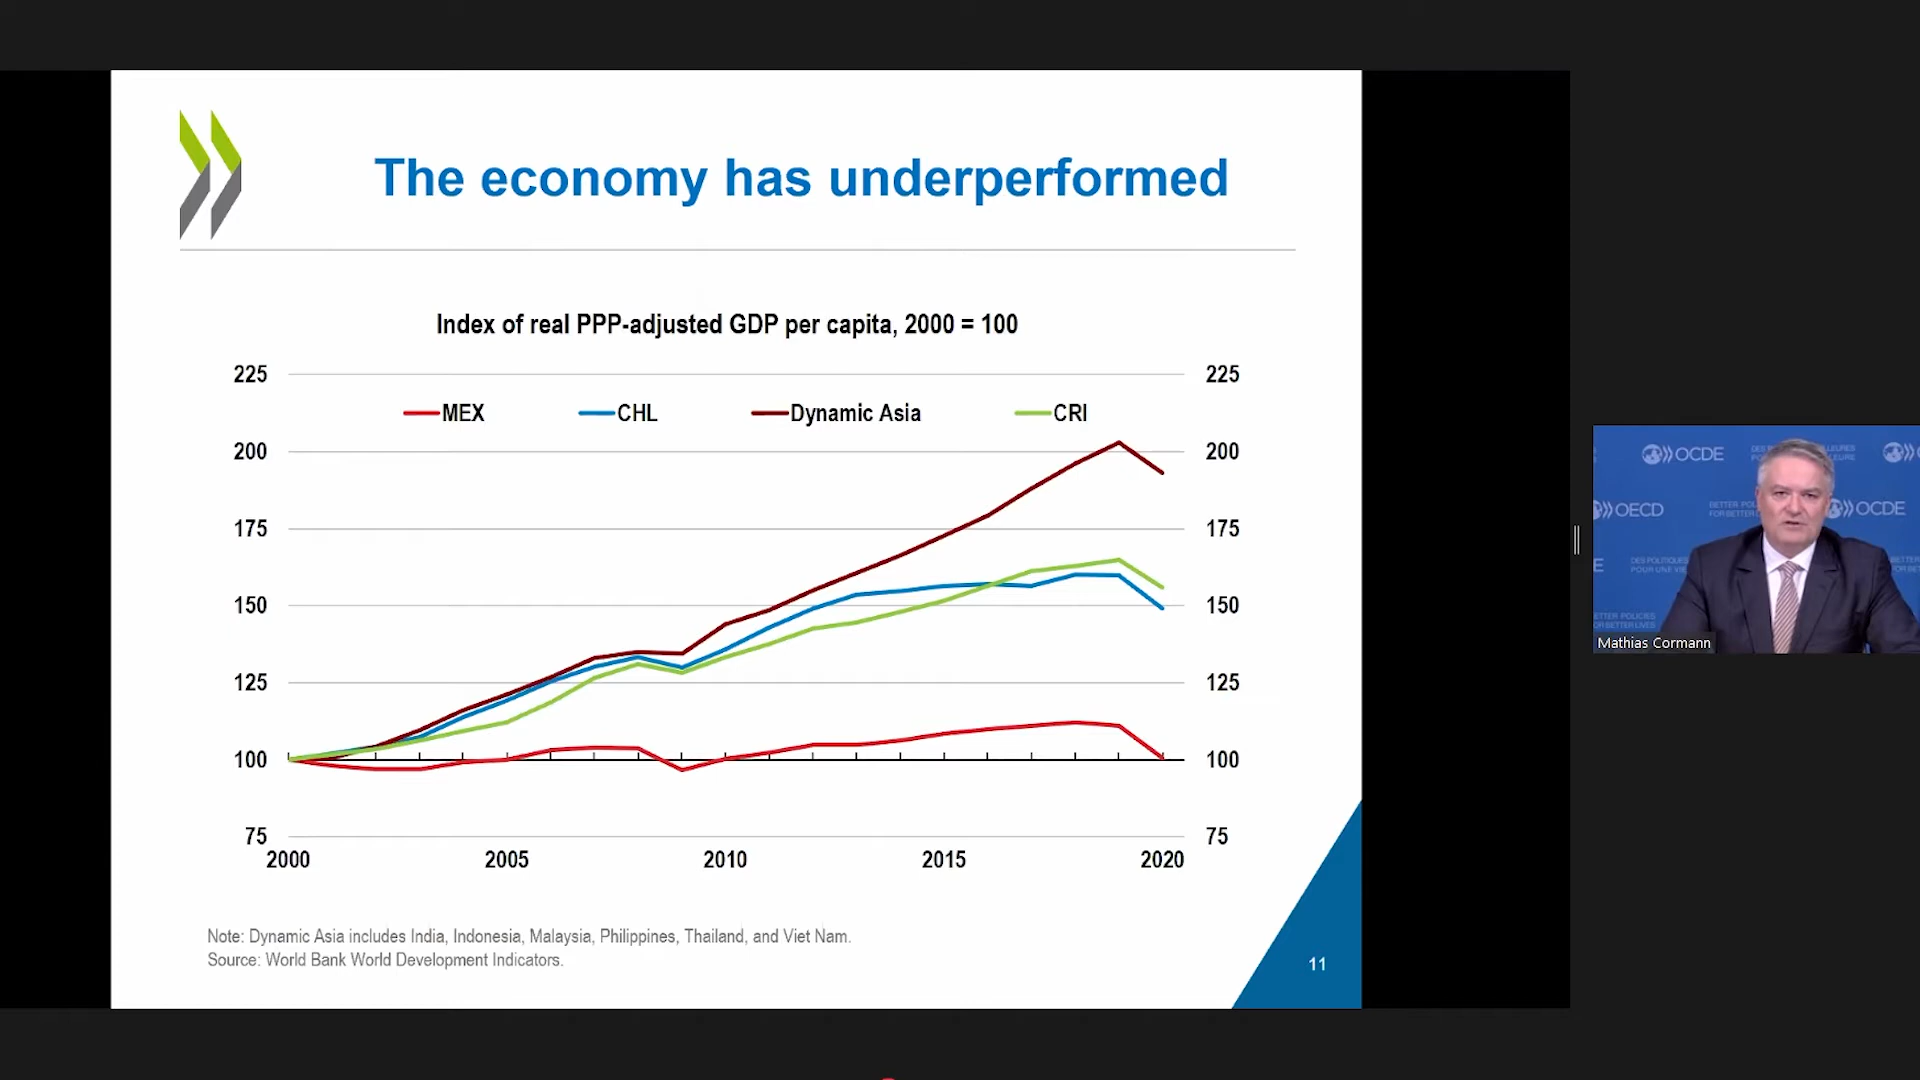 The economy has underperformed
Index of real PPP-adjusted GDP per capita, 2000 = 100
225 225
MEX CHL Dynamic Asia CRI
200 200
175 175
150 150
125 125
100 100
75 75
2000 2005 2010 2015 2020
Note: Dynamic Asia includes India, Indonesia, Malaysia, Philippines, Thailand, and Viet Nam.
Source: World Bank World Development Indicators.
11
OCDE
OECD
OCDE
Mathias Cormann